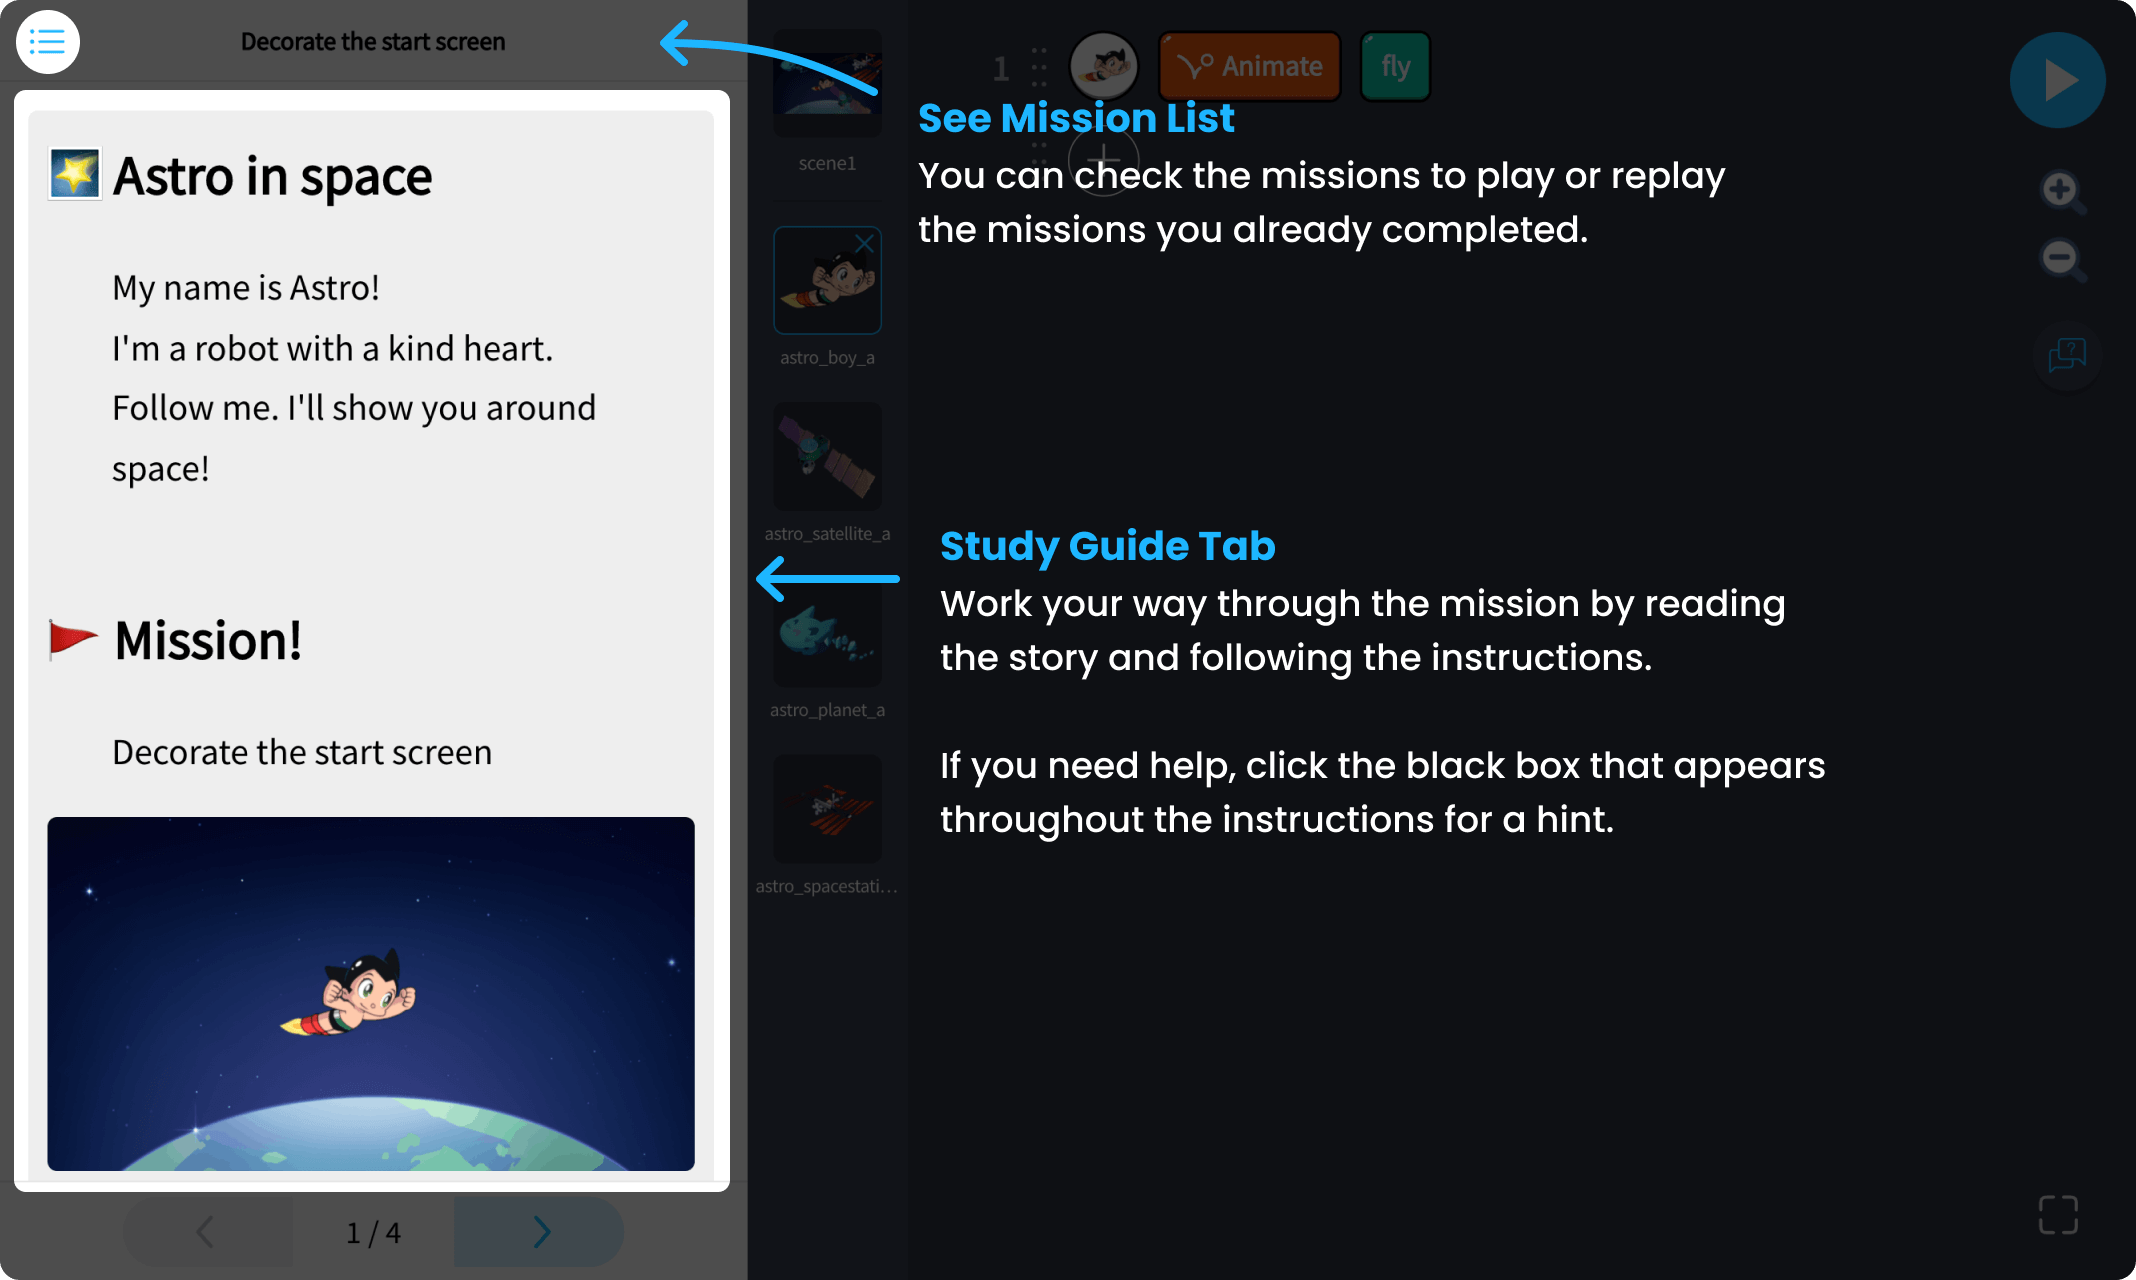 Decorate the start screen
Astro in space
My name is Astro!
I'm a robot with a kind heart.
Follow me. I'll show you around
space!
Mission!
Decorate the start screen
1 / 4
scene1
astro_boy_a
astro_satellite_a
astro_planet_a
astro_spacestati...
1
Animate
fly
See Mission List
You can check the missions to play or replay
the missions you already completed.
Study Guide Tab
Work your way through the mission by reading
the story and following the instructions.
If you need help, click the black box that appears
throughout the instructions for a hint.